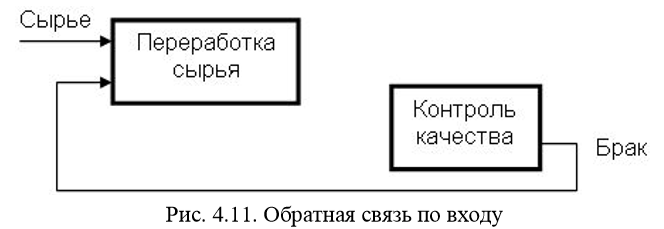 Сырье
Переработка
сырья
Контроль
качества
Брак
Рис. 4.11. Обратная связь по входу